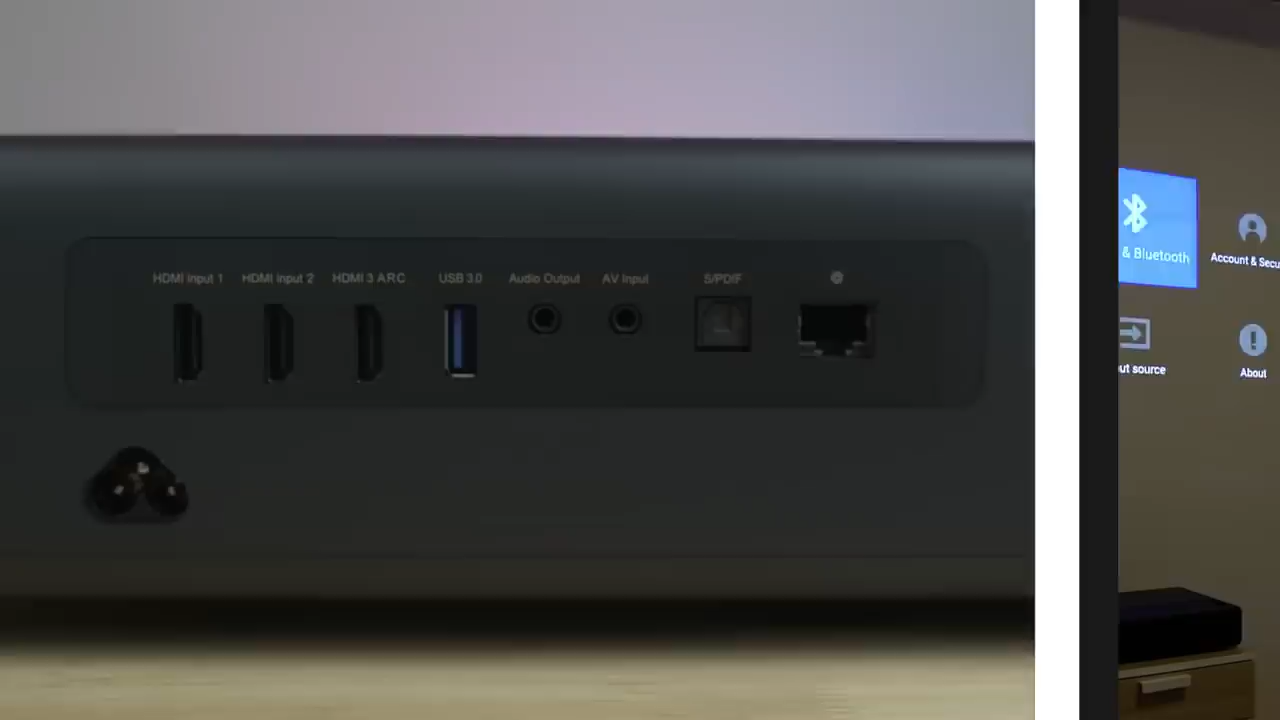 HDMI Input 1
HDMI Input 2
HDMI 3 ARC
USB 3.0
Audio Output
AV Input
S/PDIF
& Bluetooth
Account & Secu
ut source
About